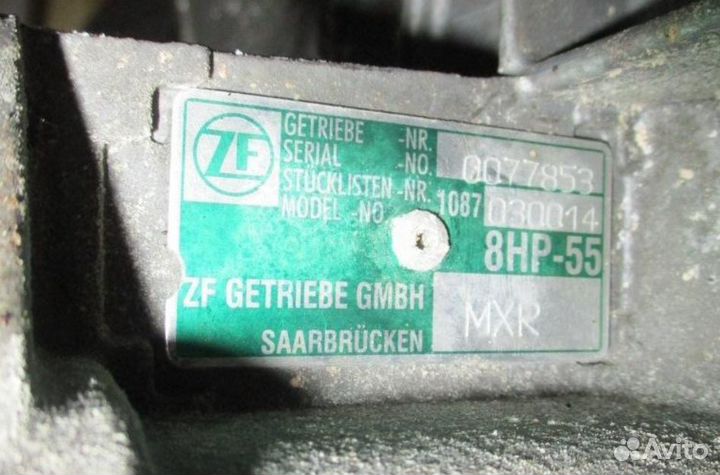 ZF
GETRIEBE -NR.
SERIAL -NO. 0077853
STÜCKLISTEN -NR. 1087 030014
MODEL -NO
8HP-55
ZF GETRIEBE GMBH MXR
SAARBRÜCKEN
Avito